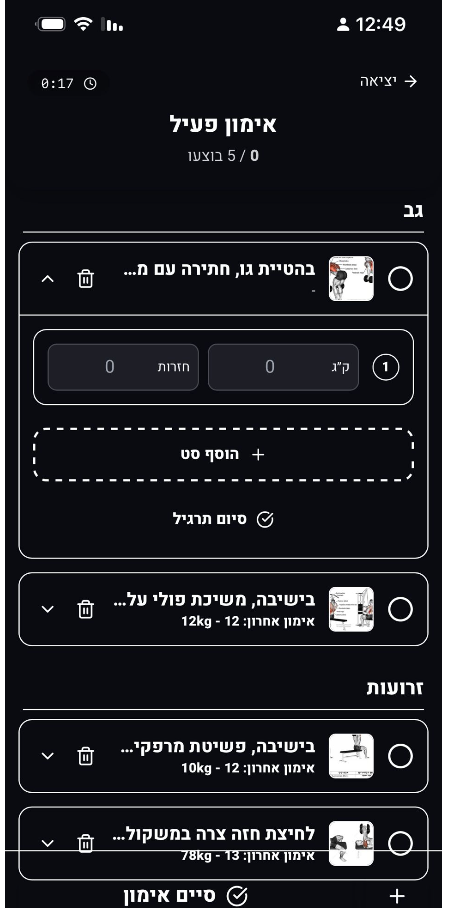 12:49
יציאה
0:17
אימון פעיל
0 / 5 בוצעו
גב
בהטיית גו, חתירה עם מ...
-
1
ק"ג 0
חזרות 0
+ הוסף סט
סיום תרגיל
בישיבה, משיכת פולי על...
אימון אחרון: 12 - 12kg
זרועות
בישיבה, פשיטת מרפקי...
אימון אחרון: 12 - 10kg
לחיצת חזה צרה במשקול...
אימון אחרון: 13 - 78kg
+
סיים אימון